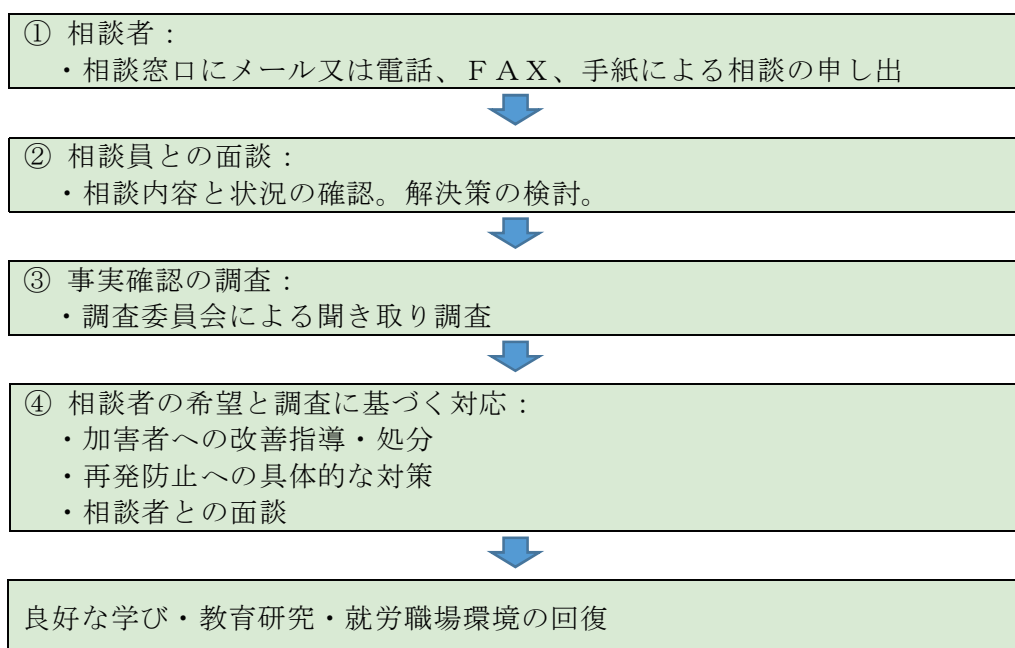 ① 相談者：
・相談窓口にメール又は電話、ＦＡＸ、手紙による相談の申し出
② 相談員との面談：
・相談内容と状況の確認。解決策の検討。
③ 事実確認の調査：
・調査委員会による聞き取り調査
④ 相談者の希望と調査に基づく対応：
・加害者への改善指導・処分
・再発防止への具体的な対策
・相談者との面談
良好な学び・教育研究・就労職場環境の回復